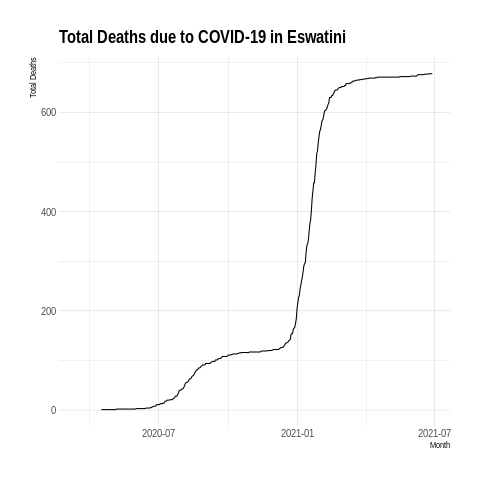 Total Deaths due to COVID-19 in Eswatini
Total Deaths
600
400
200
0
2020-07
2021-01
2021-07
Month